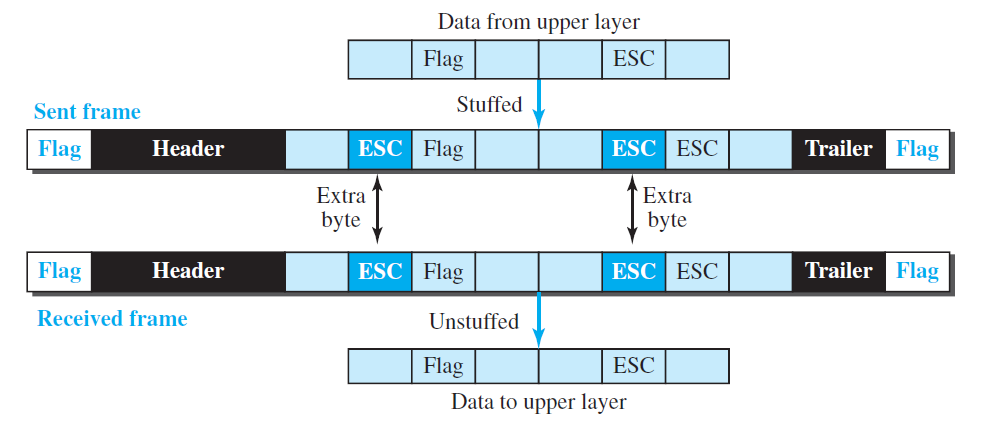 Data from upper layer
Flag ESC
Stuffed
Sent frame
Flag Header ESC Flag ESC ESC Trailer Flag
Extra byte
Extra byte
Flag Header ESC Flag ESC ESC Trailer Flag
Received frame
Unstuffed
Flag ESC
Data to upper layer